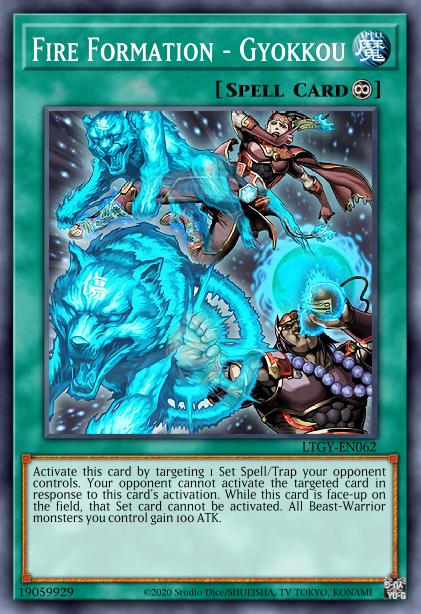 FIRE FORMATION - GYOKKOU
SPELL
魔
[SPELL CARD]
LTGY-EN062
Activate this card by targeting 1 Set Spell/Trap your opponent
controls. Your opponent cannot activate the targeted card in
response to this card's activation. While this card is face-up on
the field, that Set card cannot be activated. All Beast-Warrior
monsters you control gain 100 ATK.
19059929
©2020 Studio Dice/SHUEISHA, TV TOKYO, KONAMI